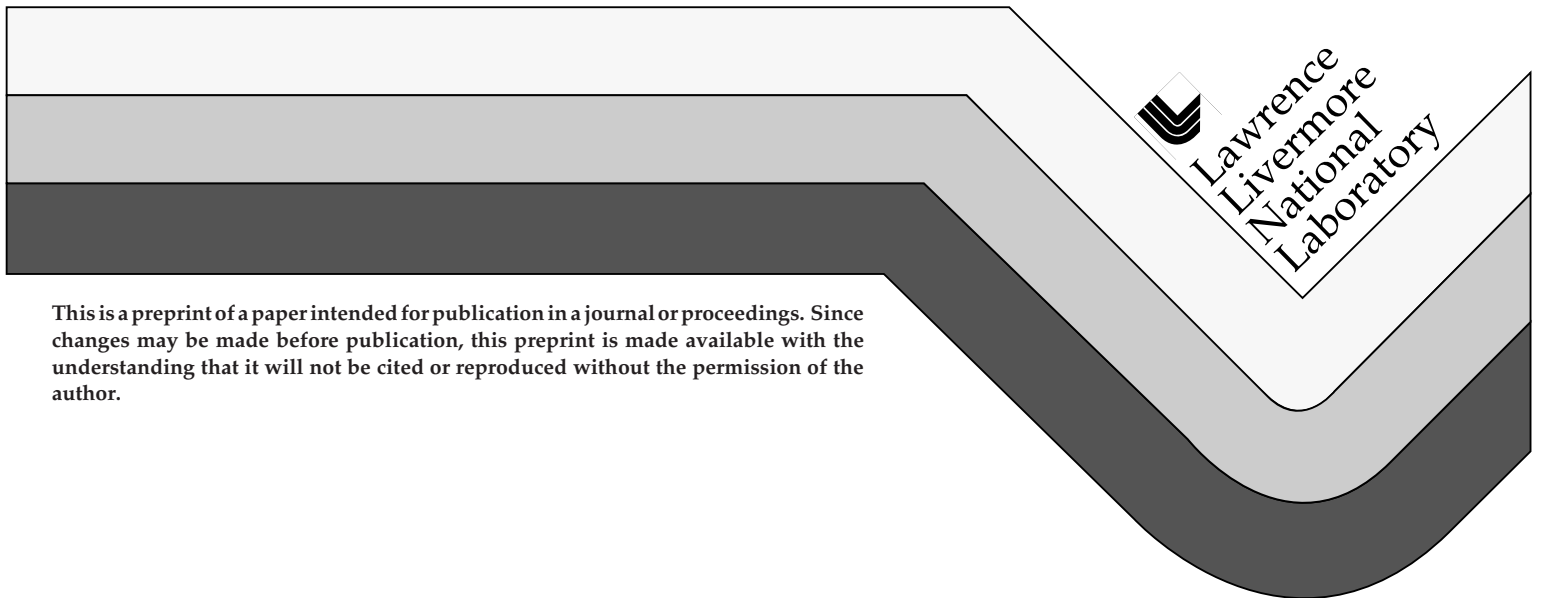 Lawrence
Livermore
National
Laboratory
This is a preprint of a paper intended for publication in a journal or proceedings. Since
changes may be made before publication, this preprint is made available with the
understanding that it will not be cited or reproduced without the permission of the
author.